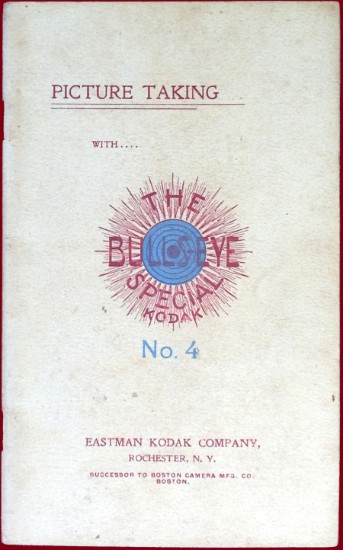 PICTURE TAKING
WITH....
THE
BULLS-EYE
SPECIAL
KODAK
No. 4
EASTMAN KODAK COMPANY,
ROCHESTER, N. Y.
SUCCESSOR TO BOSTON CAMERA MFG. CO.
BOSTON.